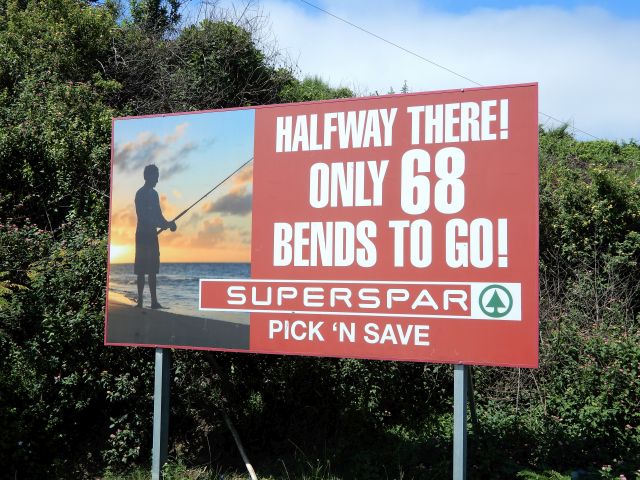 HALFWAY THERE!
ONLY 68
BENDS TO GO!
SUPERSPAR
PICK 'N SAVE